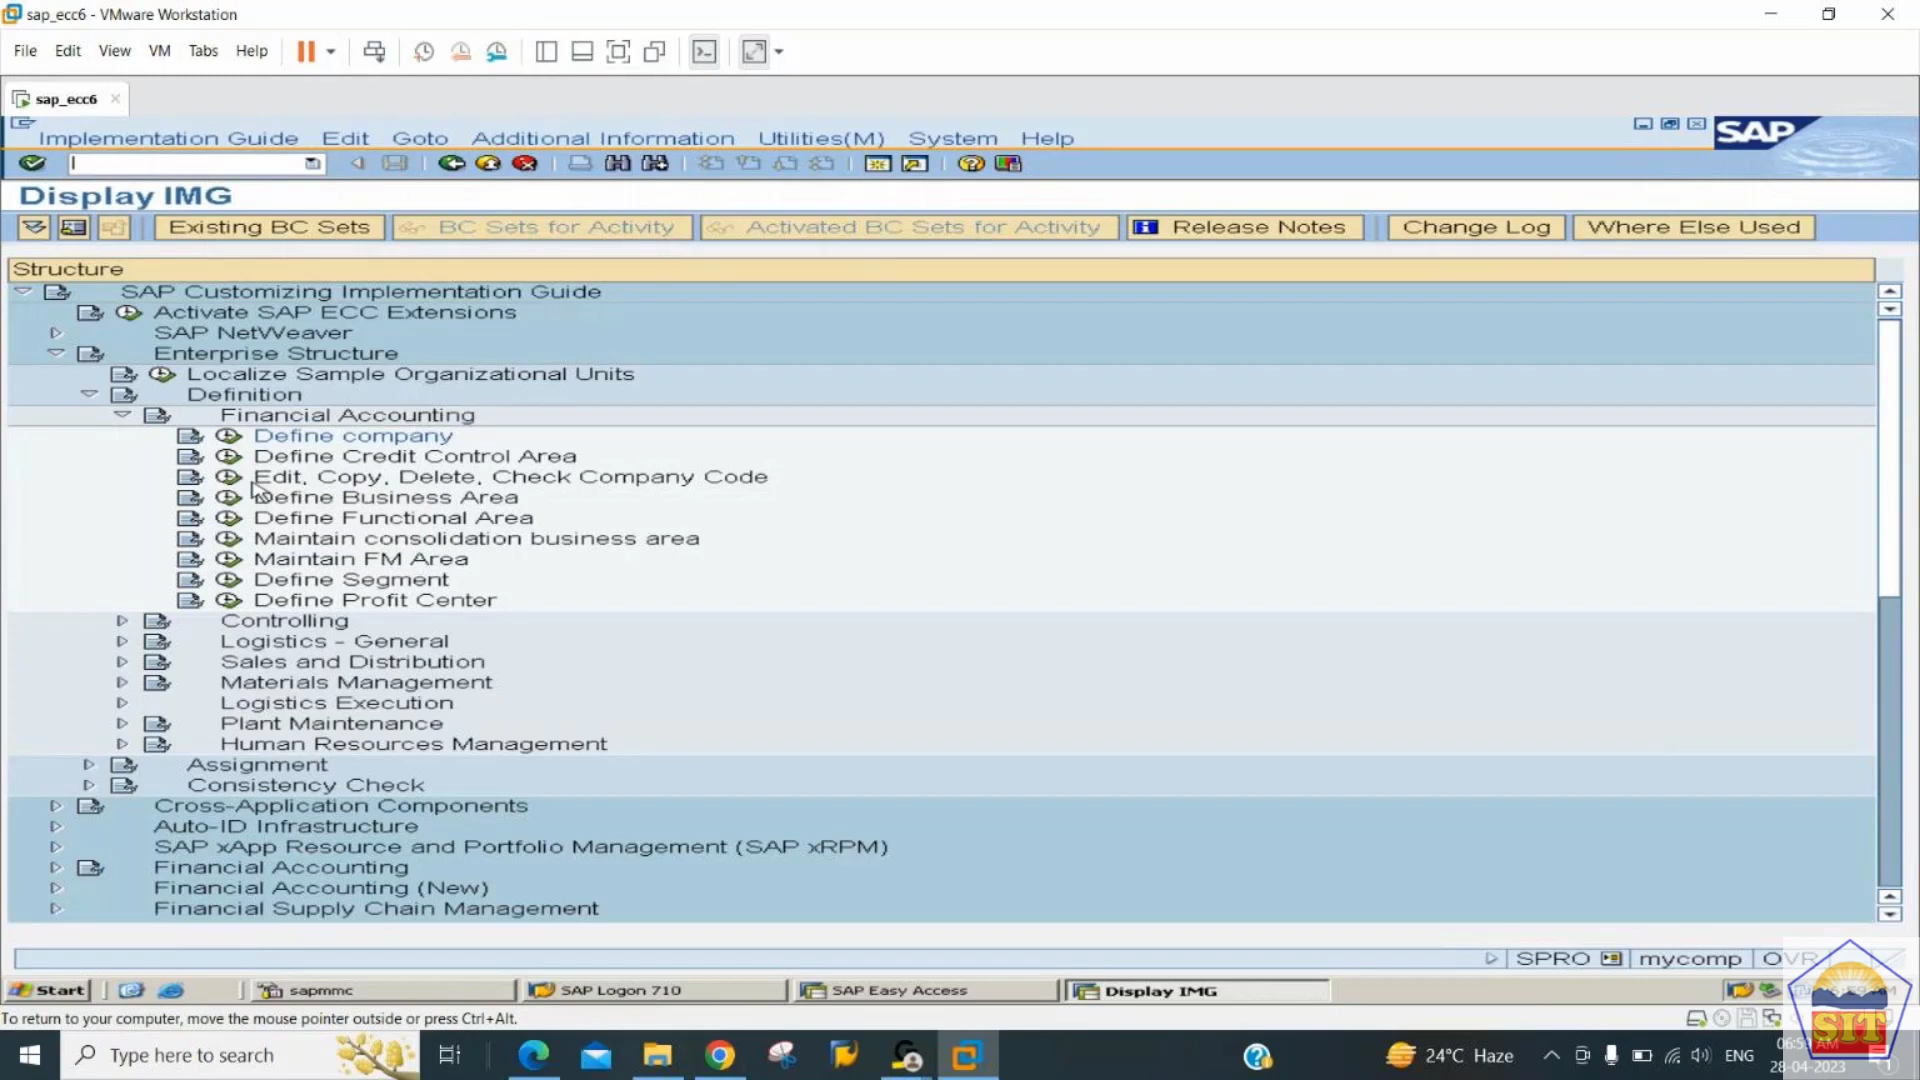 sap_ecc6 - VMware Workstation
File Edit View VM Tabs Help
sap_ecc6
Implementation Guide Edit Goto Additional Information Utilities(M) System Help
SAP
Display IMG
Existing BC Sets BC Sets for Activity Activated BC Sets for Activity Release Notes Change Log Where Else Used
Structure
SAP Customizing Implementation Guide
Activate SAP ECC Extensions
SAP NetWeaver
Enterprise Structure
Localize Sample Organizational Units
Definition
Financial Accounting
Define company
Define Credit Control Area
Edit, Copy, Delete, Check Company Code
Define Business Area
Define Functional Area
Maintain consolidation business area
Maintain FM Area
Define Segment
Define Profit Center
Controlling
Logistics - General
Sales and Distribution
Materials Management
Logistics Execution
Plant Maintenance
Human Resources Management
Assignment
Consistency Check
Cross-Application Components
Auto-ID Infrastructure
SAP xApp Resource and Portfolio Management (SAP xRPM)
Financial Accounting
Financial Accounting (New)
Financial Supply Chain Management
SPRO mycomp OVR
Start sapmmc SAP Logon 710 SAP Easy Access Display IMG
To return to your computer, move the mouse pointer outside or press Ctrl+Alt.
SIT
Type here to search 24°C Haze ENG
28-04-2023